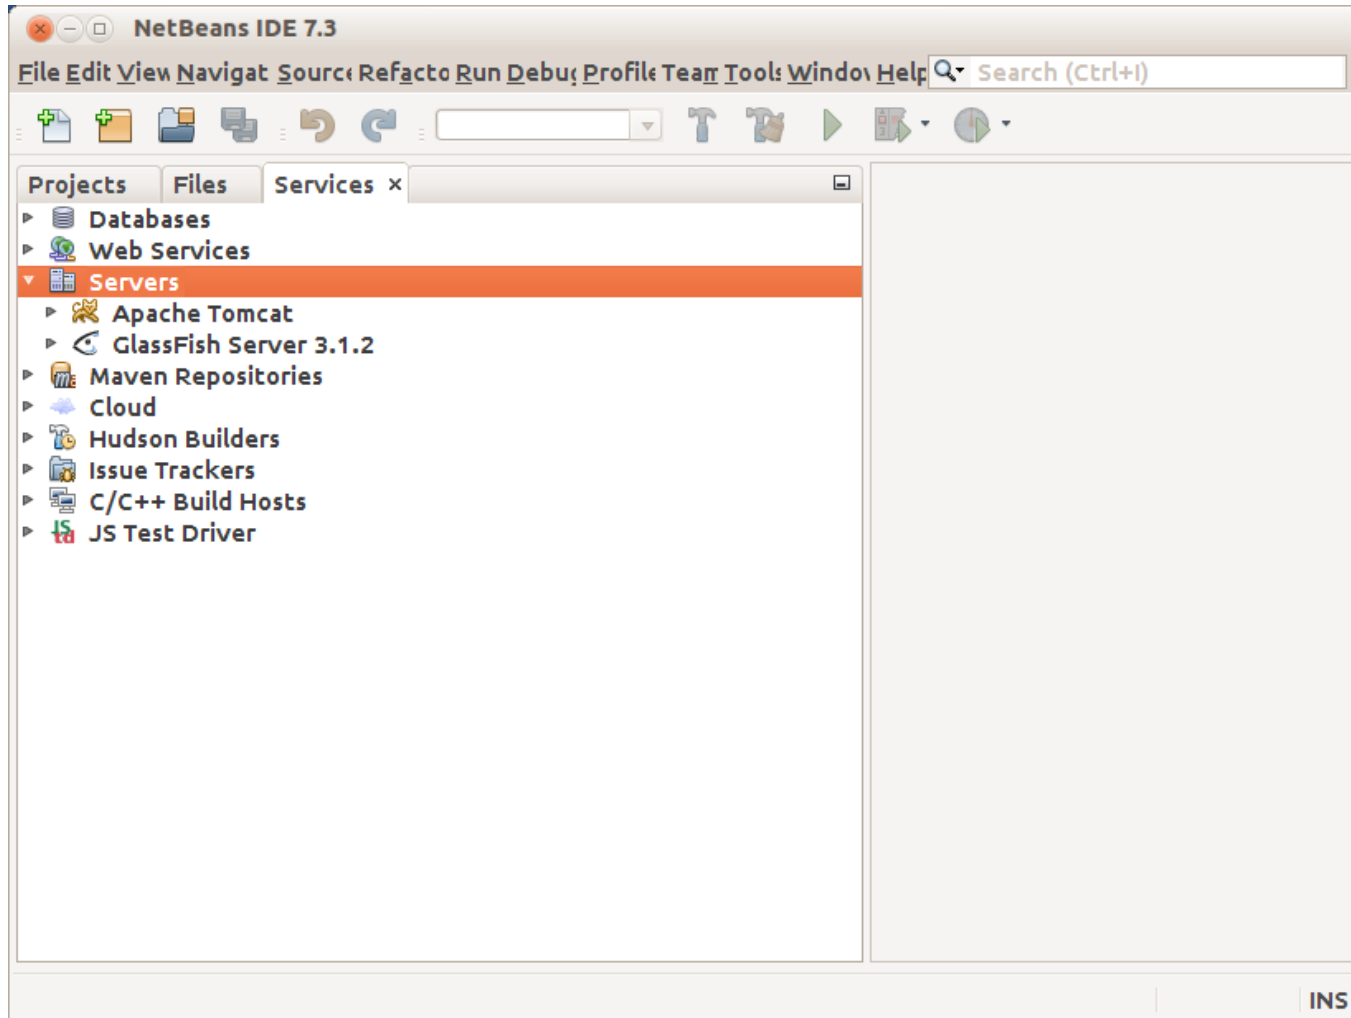 NetBeans IDE 7.3
File Edit View Navigat Source Refacto Run Debug Profile Team Tools Window Help Search (Ctrl+I)
Projects Files Services
Databases
Web Services
Servers
Apache Tomcat
GlassFish Server 3.1.2
Maven Repositories
Cloud
Hudson Builders
Issue Trackers
C/C++ Build Hosts
JS Test Driver
INS